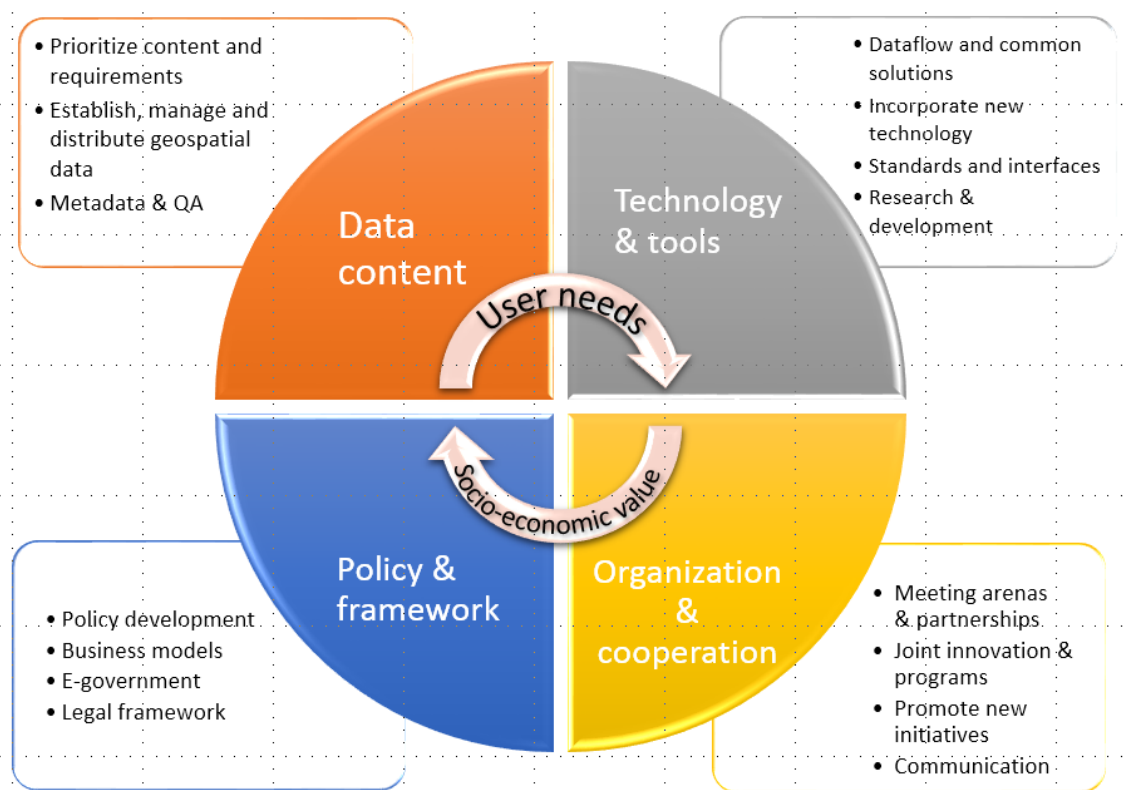 • Prioritize content and
requirements
• Establish, manage and
distribute geospatial
data
• Metadata & QA
• Dataflow and common
solutions
• Incorporate new
technology
• Standards and interfaces
• Research &
development
Data
content
Technology
& tools
User needs
Socio-economic value
Policy &
framework
Organization
&
cooperation
• Policy development
• Business models
• E-government
• Legal framework
• Meeting arenas
& partnerships
• Joint innovation &
programs
• Promote new
initiatives
• Communication